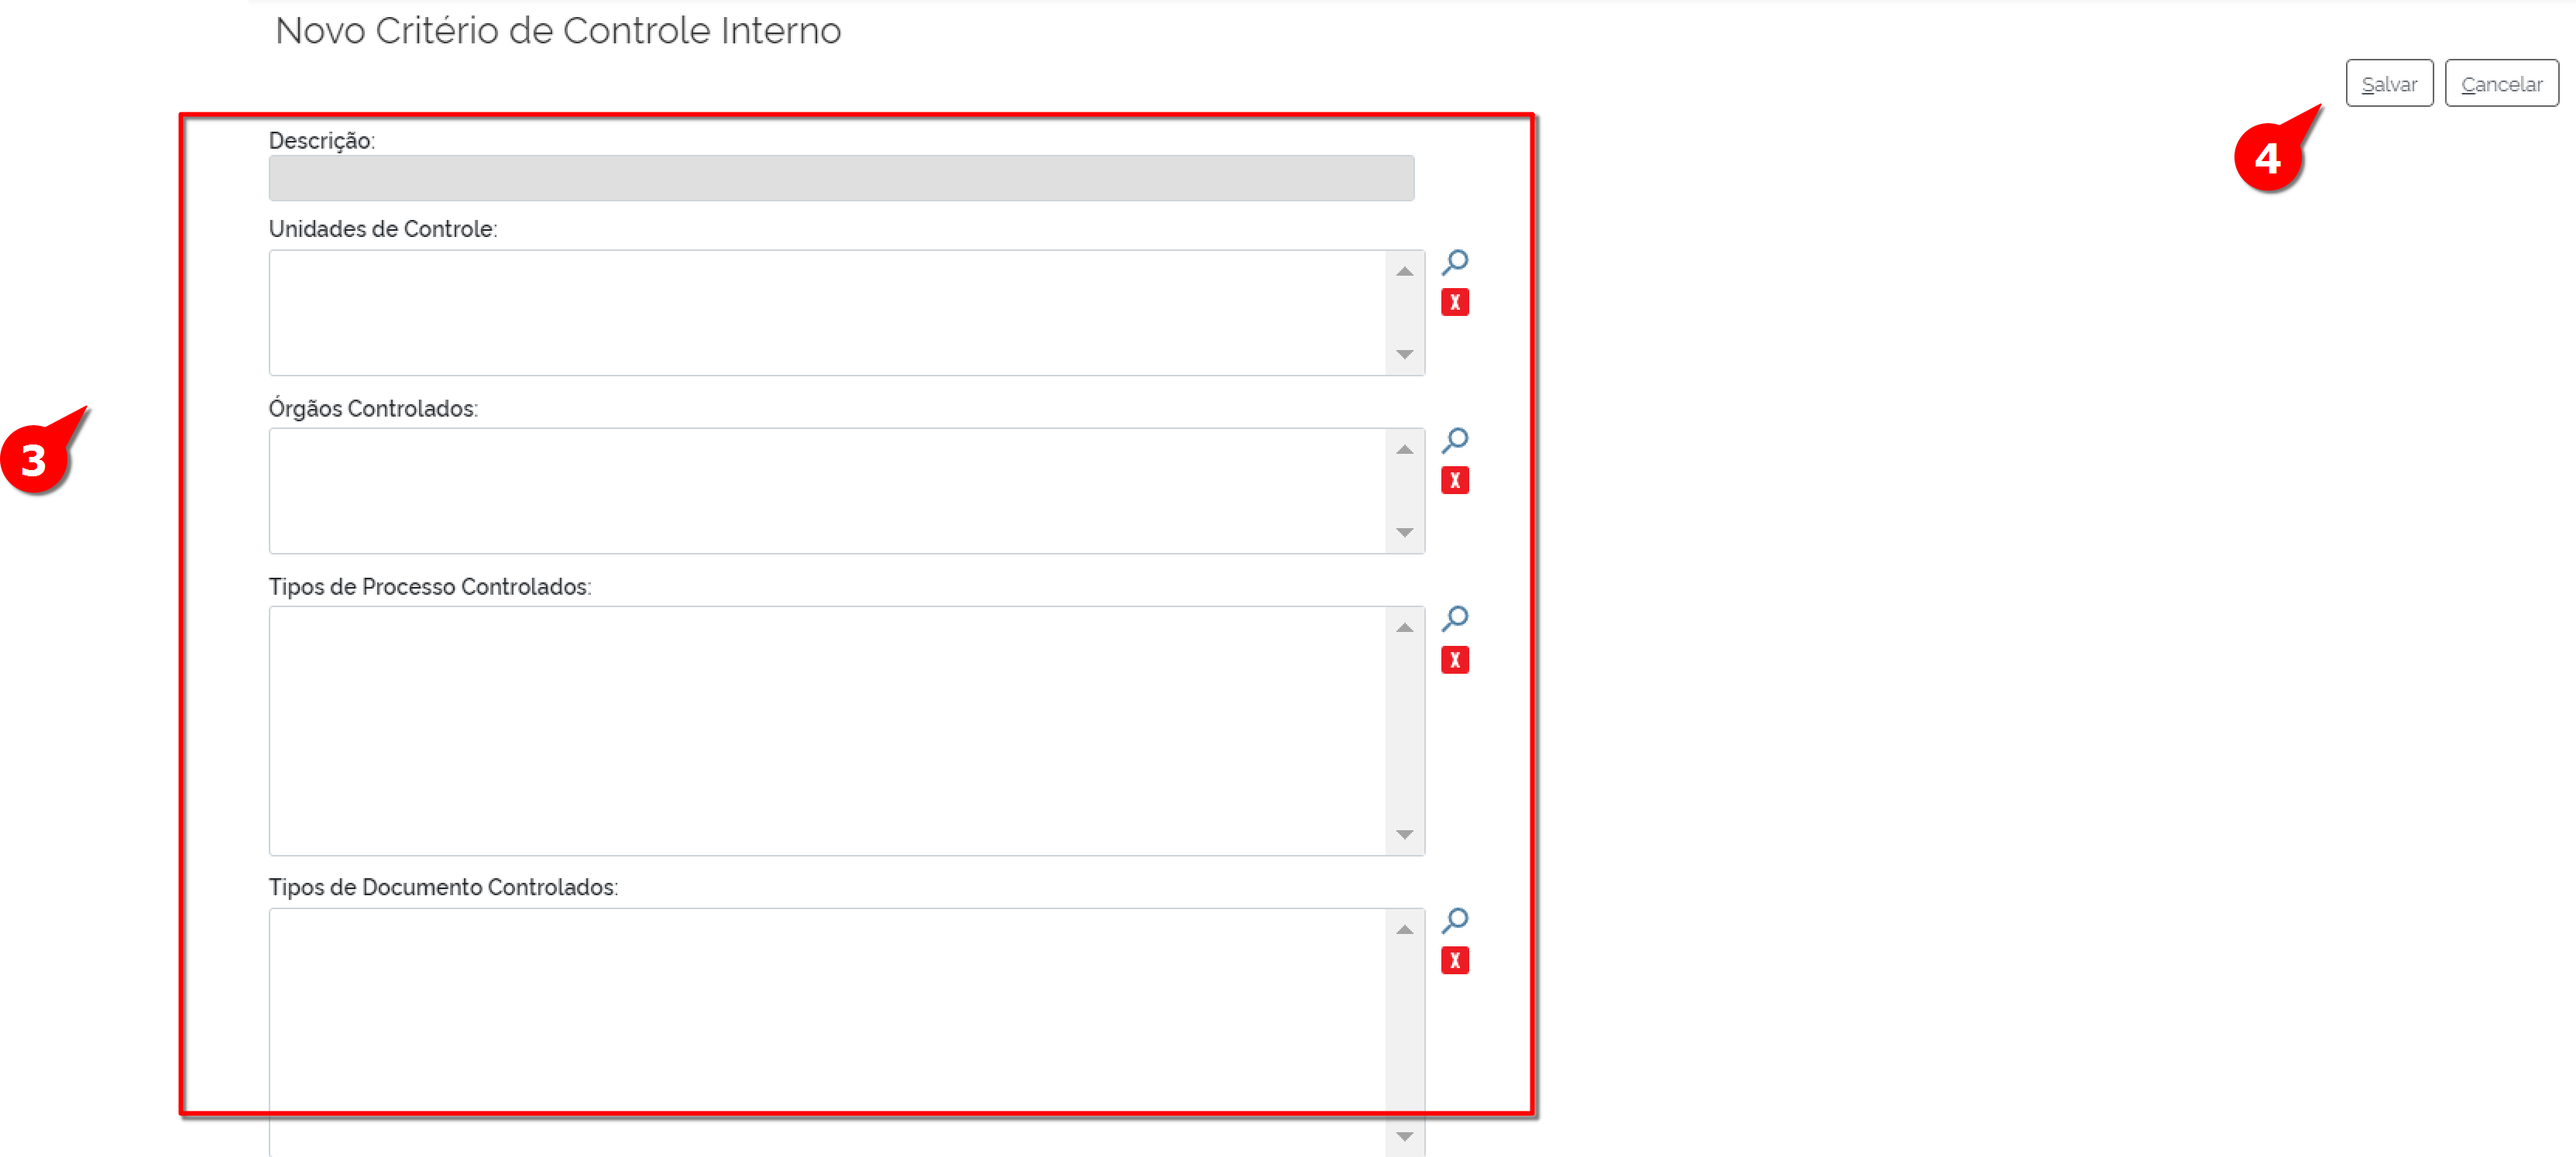 Novo Critério de Controle Interno
Salvar Cancelar
4
Descrição:
Unidades de Controle:
X
Órgãos Controlados:
X
3
Tipos de Processo Controlados:
X
Tipos de Documento Controlados:
X